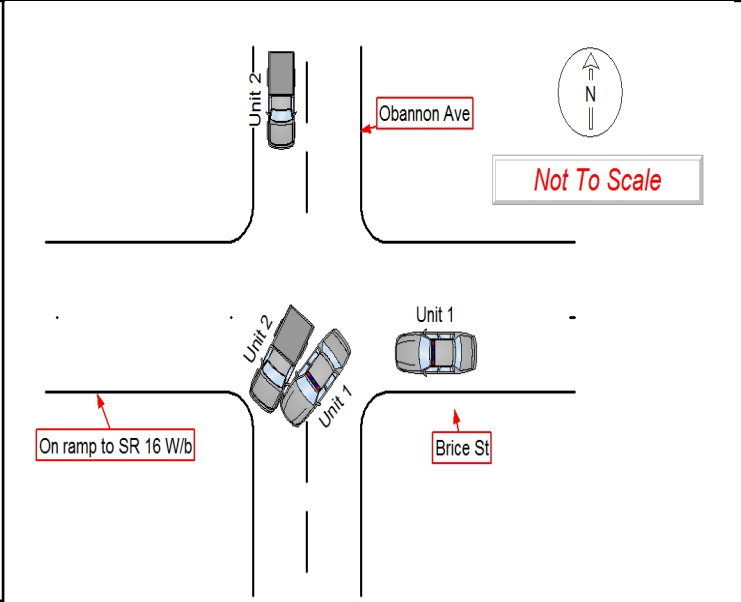 Unit 2
Obannon Ave
N
Not To Scale
Unit 1
Unit 2
Unit 1
On ramp to SR 16 W/b
Brice St